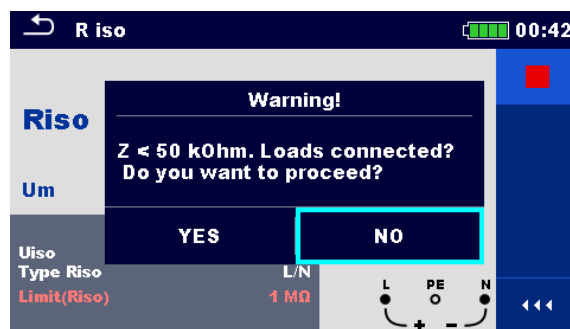 R iso 00:42
Warning!
Riso
Z < 50 kOhm. Loads connected?
Do you want to proceed?
Um
YES NO
Uiso
Type Riso L/N
Limit(Riso) 1 MΩ
L PE N
+ -